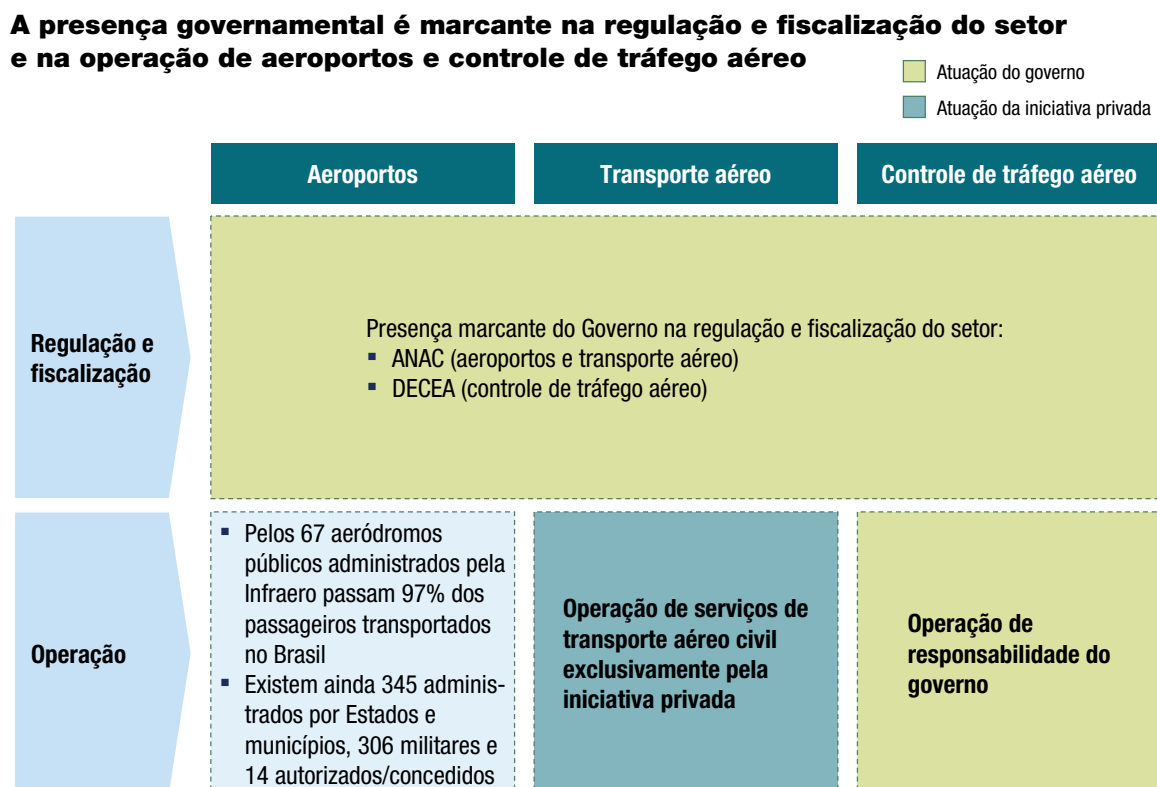 A presença governamental é marcante na regulação e fiscalização do setor
e na operação de aeroportos e controle de tráfego aéreo
Atuação do governo
Atuação da iniciativa privada
Aeroportos
Transporte aéreo
Controle de tráfego aéreo
Regulação e
fiscalização
Presença marcante do Governo na regulação e fiscalização do setor:
▪ ANAC (aeroportos e transporte aéreo)
▪ DECEA (controle de tráfego aéreo)
Operação
▪ Pelos 67 aeródromos
públicos administrados pela
Infraero passam 97% dos
passageiros transportados
no Brasil
▪ Existem ainda 345 adminis-
trados por Estados e
municípios, 306 militares e
14 autorizados/concedidos
Operação de serviços de
transporte aéreo civil
exclusivamente pela
iniciativa privada
Operação de
responsabilidade do
governo